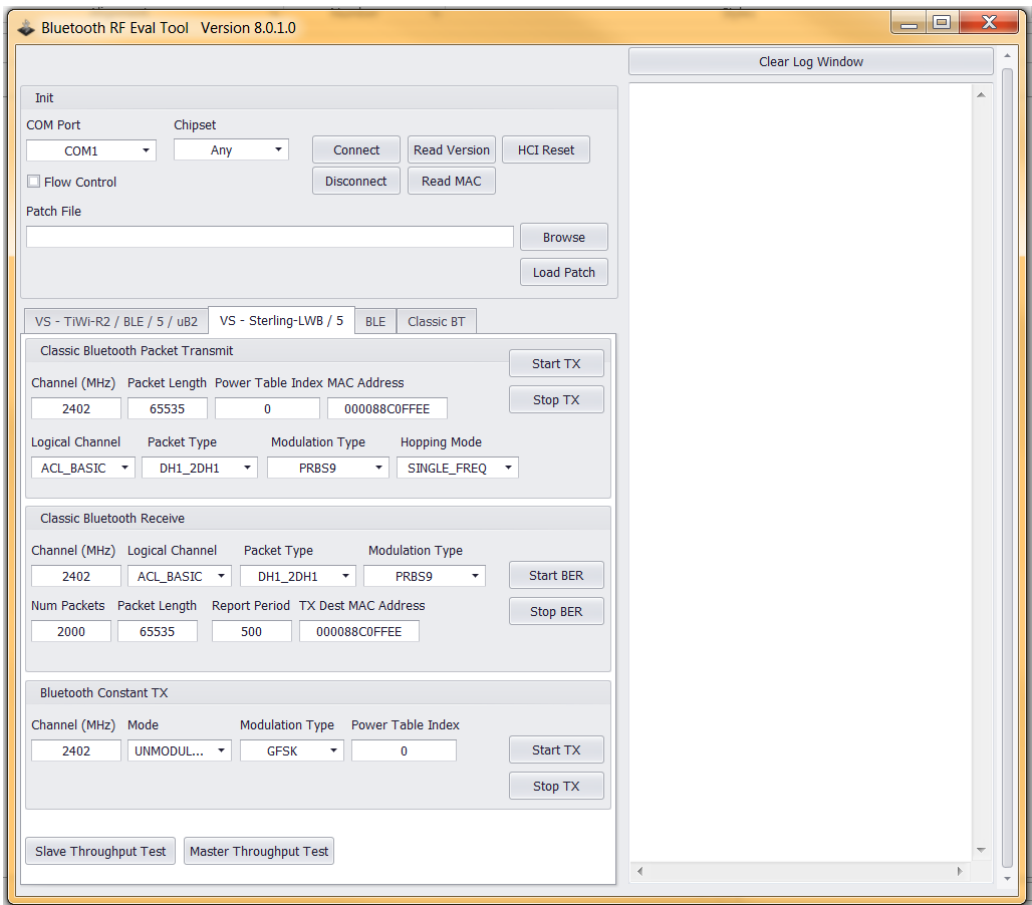 Bluetooth RF Eval Tool Version 8.0.1.0
Clear Log Window
Init
COM Port Chipset
COM1 Any Connect Read Version HCI Reset
Flow Control Disconnect Read MAC
Patch File
Browse
Load Patch
VS - TiWi-R2 / BLE / 5 / uB2 VS - Sterling-LWB / 5 BLE Classic BT
Classic Bluetooth Packet Transmit
Start TX
Channel (MHz) Packet Length Power Table Index MAC Address
2402 65535 0 000088C0FFEE Stop TX
Logical Channel Packet Type Modulation Type Hopping Mode
ACL_BASIC DH1_2DH1 PRBS9 SINGLE_FREQ
Classic Bluetooth Receive
Channel (MHz) Logical Channel Packet Type Modulation Type
2402 ACL_BASIC DH1_2DH1 PRBS9 Start BER
Num Packets Packet Length Report Period TX Dest MAC Address
2000 65535 500 000088C0FFEE Stop BER
Bluetooth Constant TX
Channel (MHz) Mode Modulation Type Power Table Index
2402 UNMODUL... GFSK 0 Start TX
Stop TX
Slave Throughput Test Master Throughput Test